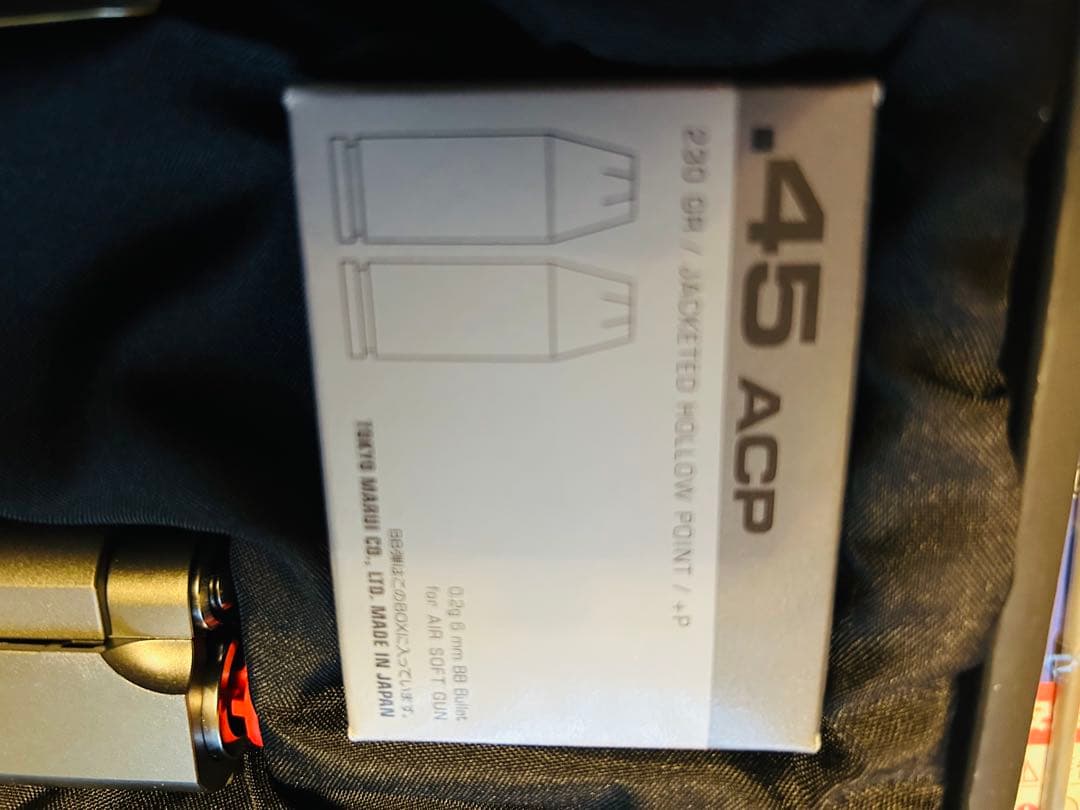 .45 ACP
230 GR / JACKETED HOLLOW POINT / +P
0.2g 6 mm BB Bullet
for AIR SOFT GUN
BB弾はこのBOXに入っています。
TOKYO MARUI CO., LTD. MADE IN JAPAN